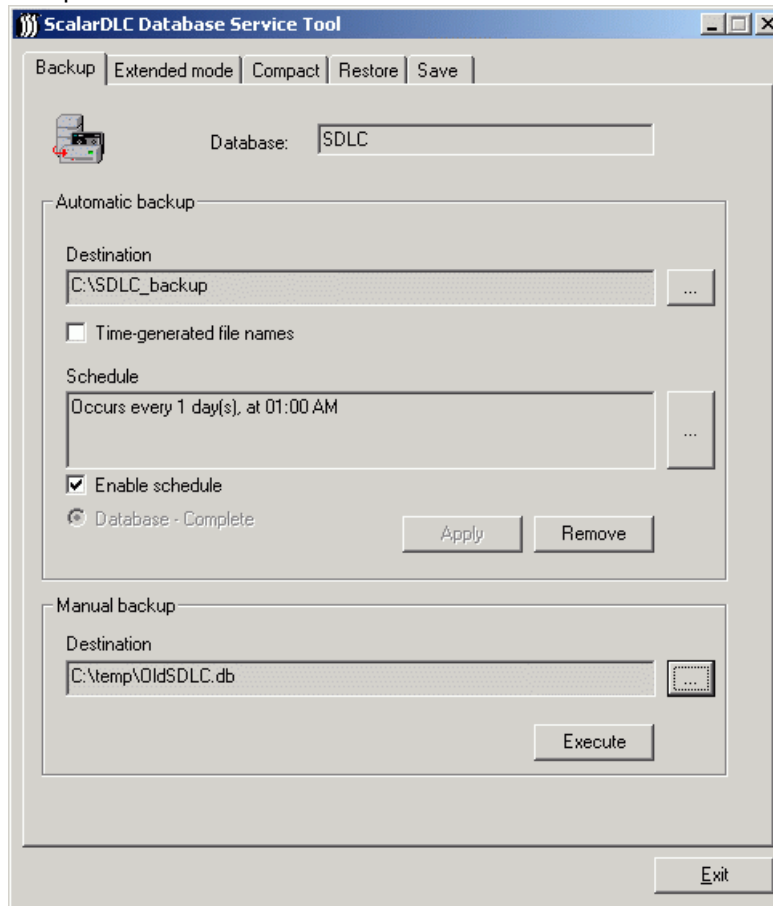 ScalarDLC Database Service Tool
Backup Extended mode Compact Restore Save
Database: SDLC
Automatic backup
Destination
C:\SDLC_backup ...
Time-generated file names
Schedule
Occurs every 1 day(s), at 01:00 AM
...
Enable schedule
Database - Complete
Apply Remove
Manual backup
Destination
C:\temp\OldSDLC.db ...
Execute
Exit